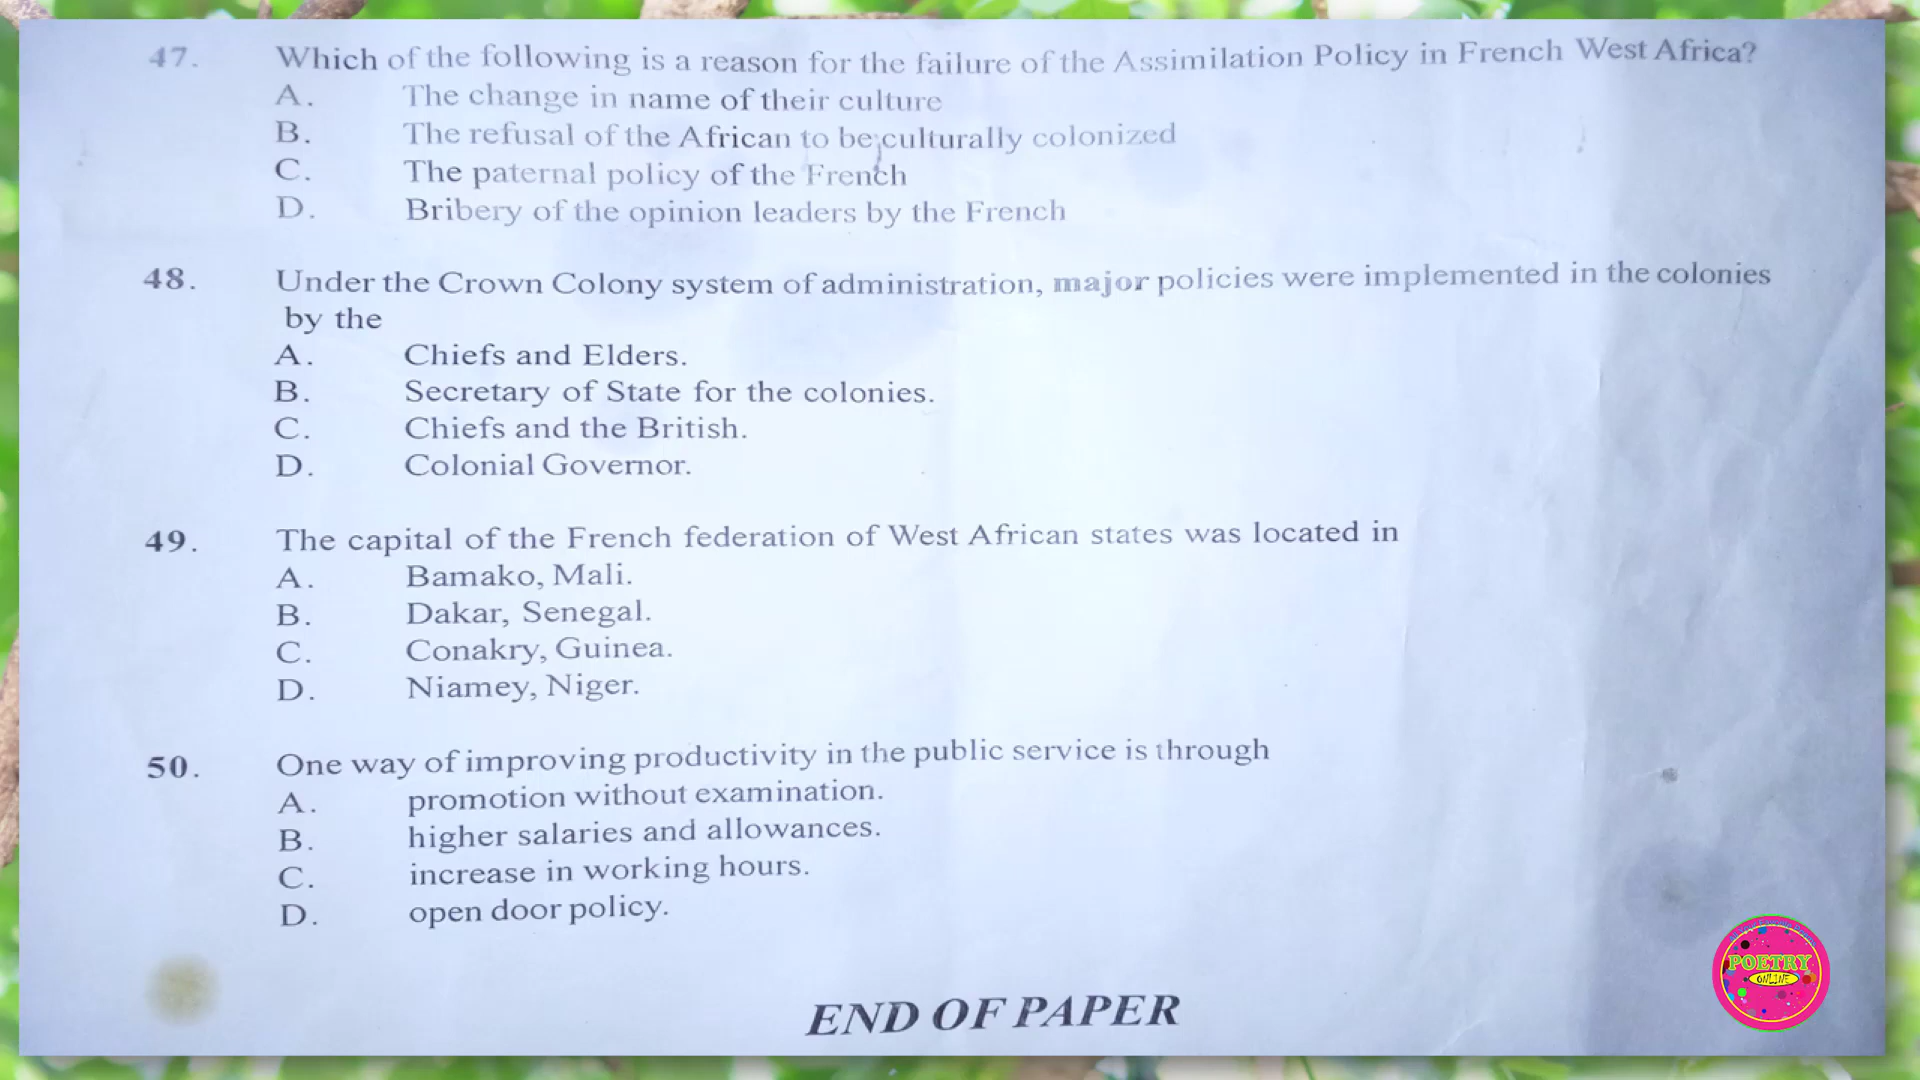 47. Which of the following is a reason for the failure of the Assimilation Policy in French West Africa?
A. The change in name of their culture
B. The refusal of the African to be culturally colonized
C. The paternal policy of the French
D. Bribery of the opinion leaders by the French
48. Under the Crown Colony system of administration, major policies were implemented in the colonies
by the
A. Chiefs and Elders.
B. Secretary of State for the colonies.
C. Chiefs and the British.
D. Colonial Governor.
49. The capital of the French federation of West African states was located in
A. Bamako, Mali.
B. Dakar, Senegal.
C. Conakry, Guinea.
D. Niamey, Niger.
50. One way of improving productivity in the public service is through
A. promotion without examination.
B. higher salaries and allowances.
C. increase in working hours.
D. open door policy.
END OF PAPER
POETRY
ONLINE